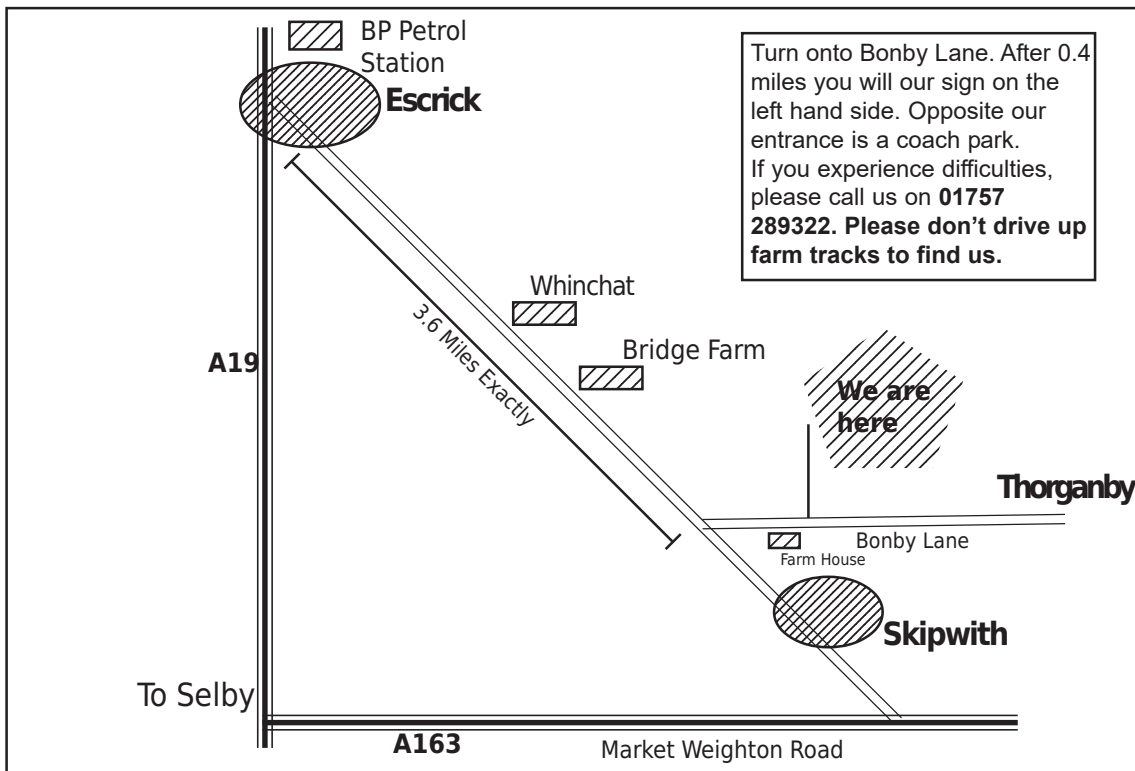 BP Petrol
Station
Escrick
Turn onto Bonby Lane. After 0.4
miles you will our sign on the
left hand side. Opposite our
entrance is a coach park.
If you experience difficulties,
please call us on 01757
289322. Please don’t drive up
farm tracks to find us.
Whinchat
3.6 Miles Exactly
Bridge Farm
A19
We are
here
Thorganby
Bonby Lane
Farm House
Skipwith
To Selby
A163
Market Weighton Road